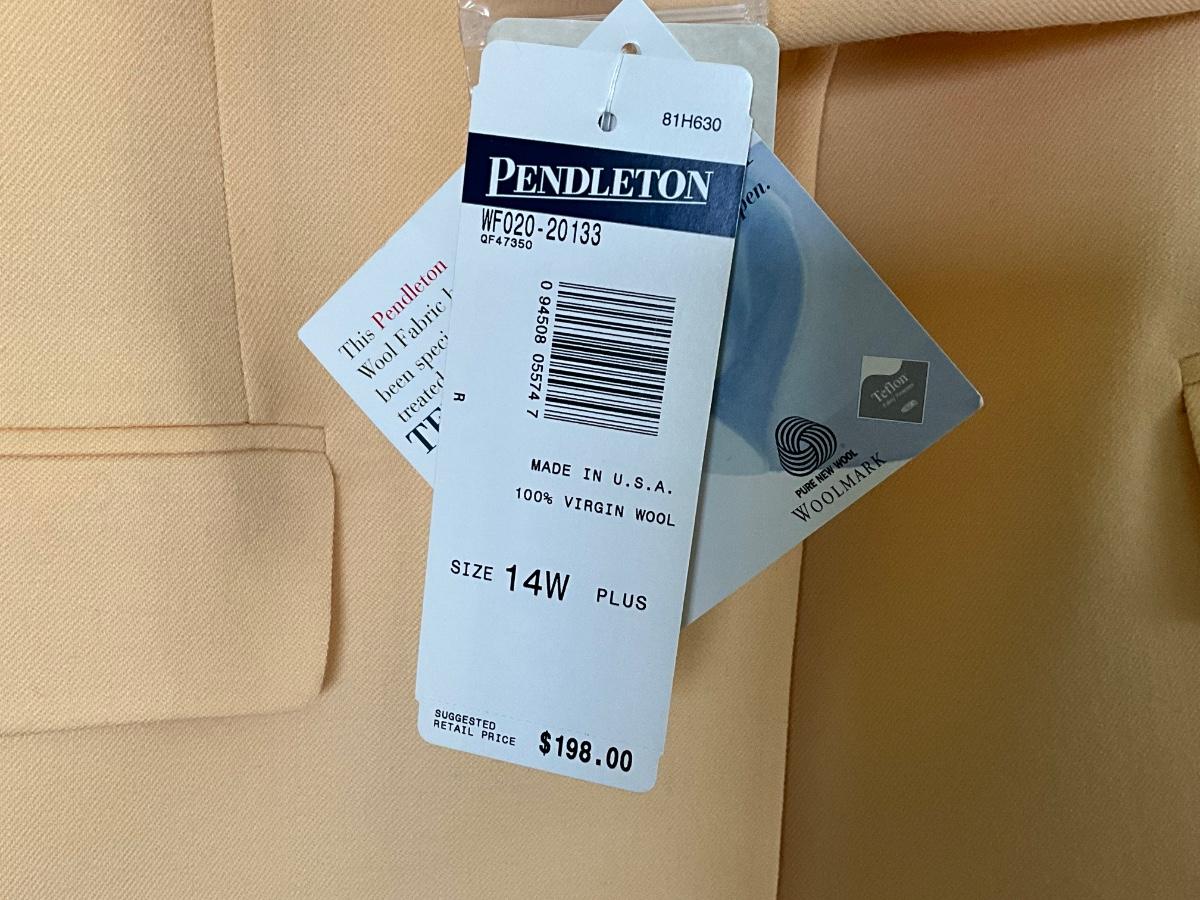 81H630
PENDLETON
WF020-20133
QF47350
0 94508 05574 7
R
MADE IN U.S.A.
100% VIRGIN WOOL
SIZE 14W PLUS
SUGGESTED
RETAIL PRICE $198.00
This Pendleton
Wool Fabric
been
treated
Teflon
PURE NEW WOOL
WOOLMARK